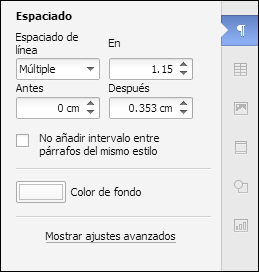 Espaciado
Espaciado de línea
En
Múltiple
1.15
Antes
Después
0 cm
0.353 cm
No añadir intervalo entre
párrafos del mismo estilo
Color de fondo
Mostrar ajustes avanzados